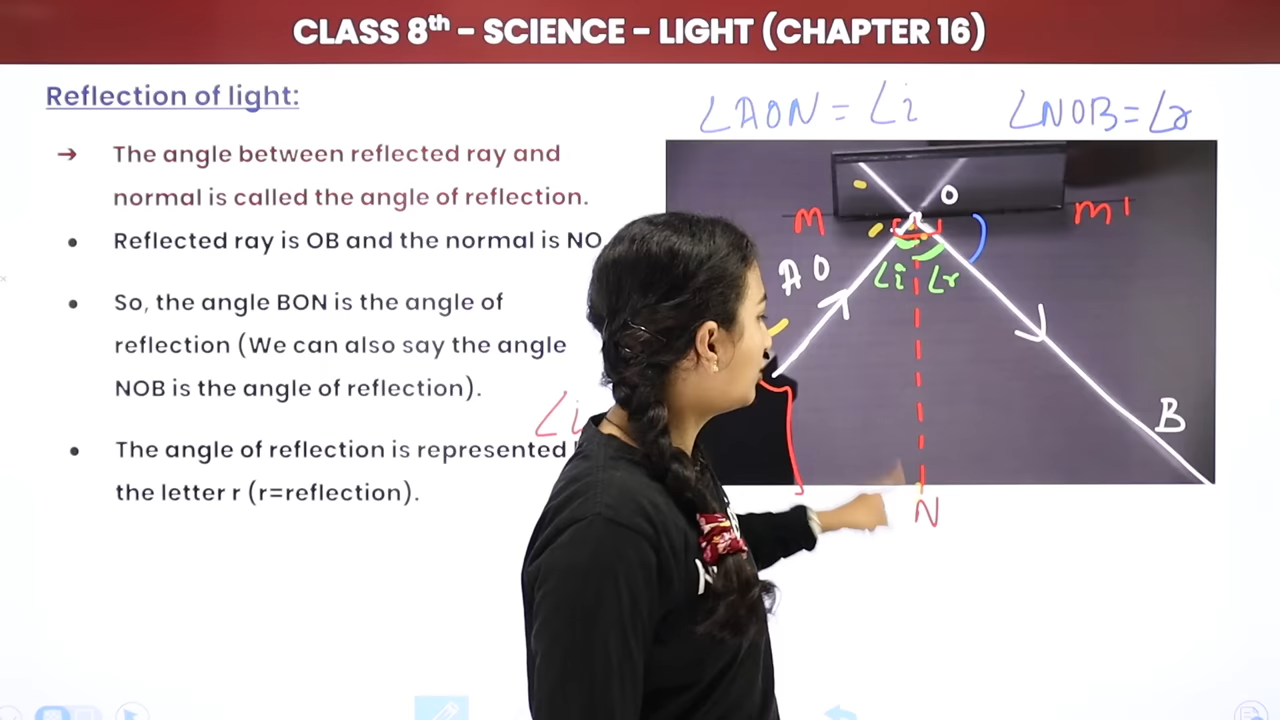 CLASS 8th – SCIENCE – LIGHT (CHAPTER 16)
Reflection of light:
→ The angle between reflected ray and
normal is called the angle of reflection.
• Reflected ray is OB and the normal is NO
• So, the angle BON is the angle of
reflection (We can also say the angle
NOB is the angle of reflection).
• The angle of reflection is represented
the letter r (r=reflection).
∠i
∠AON = ∠i
∠NOB = ∠r
O
M
M'
A O
∠i ∠r
B
N